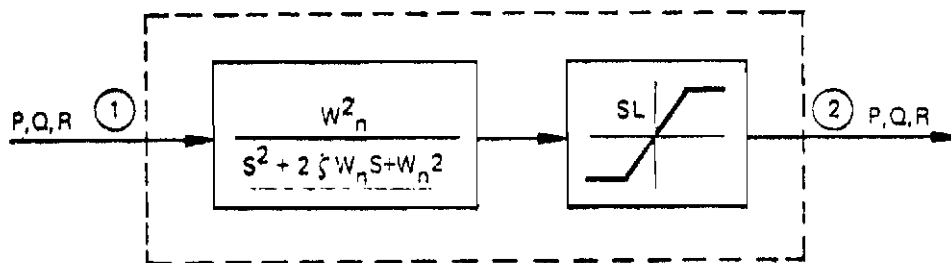 P,Q,R
1
W²ₙ
S² + 2 ζ WₙS+Wₙ2
SL
2
P,Q,R